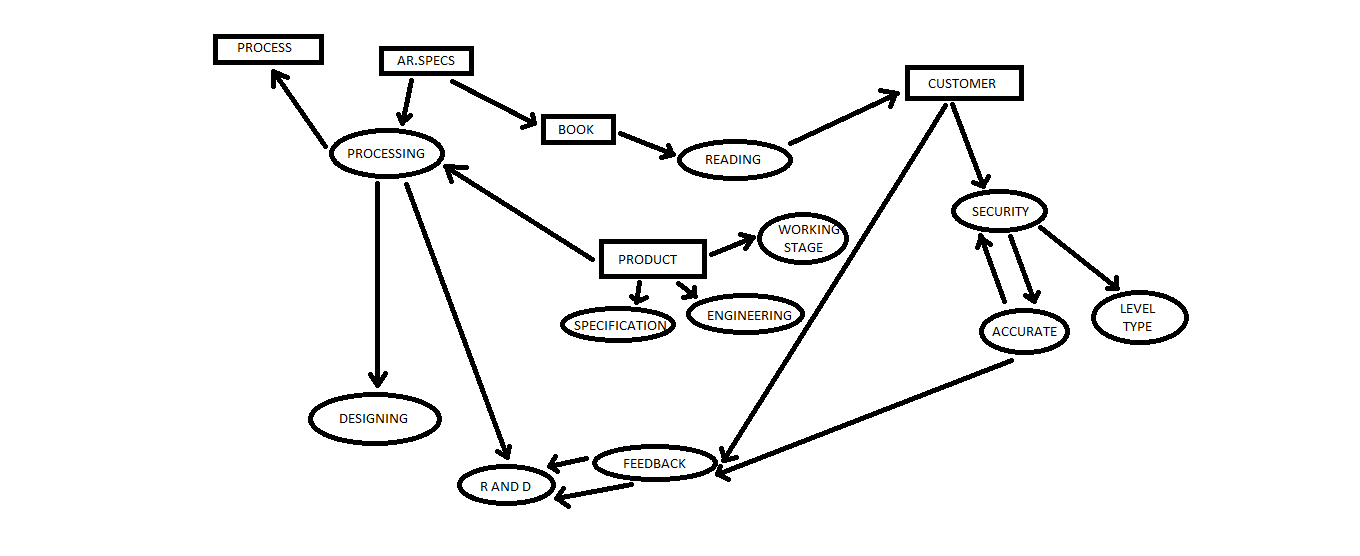 PROCESS
AR.SPECS
CUSTOMER
BOOK
PROCESSING
READING
SECURITY
WORKING
STAGE
PRODUCT
LEVEL
TYPE
SPECIFICATION
ENGINEERING
ACCURATE
DESIGNING
FEEDBACK
R AND D